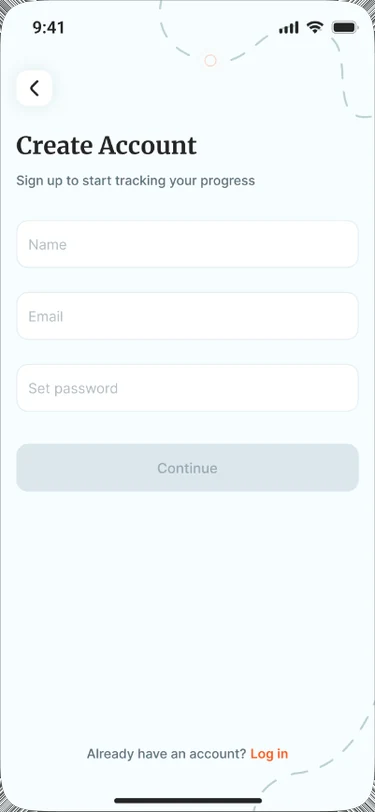 9:41
Create Account
Sign up to start tracking your progress
Name
Email
Set password
Continue
Already have an account? Log in